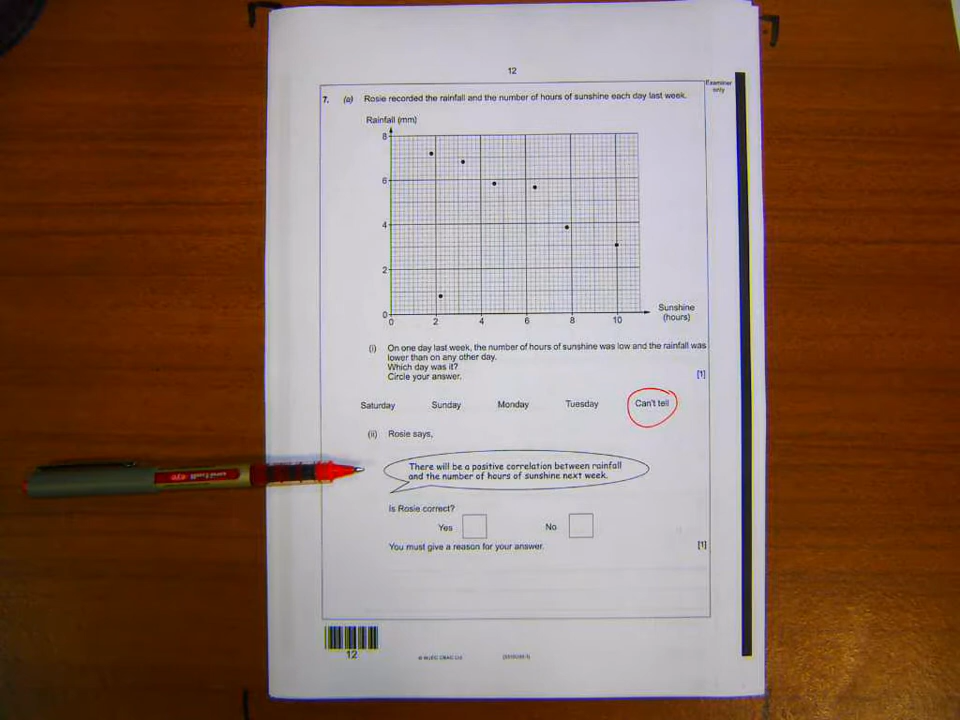 12
Examiner
only
7. (a) Rosie recorded the rainfall and the number of hours of sunshine each day last week.
Rainfall (mm)
8
6
4
2
0
0 2 4 6 8 10
Sunshine
(hours)
(i) On one day last week, the number of hours of sunshine was low and the rainfall was
lower than on any other day.
Which day was it?
Circle your answer.
[1]
Saturday Sunday Monday Tuesday Can't tell
(ii) Rosie says,
There will be a positive correlation between rainfall
and the number of hours of sunshine next week.
Is Rosie correct?
Yes No
You must give a reason for your answer.
[1]
12
uni-ball eye